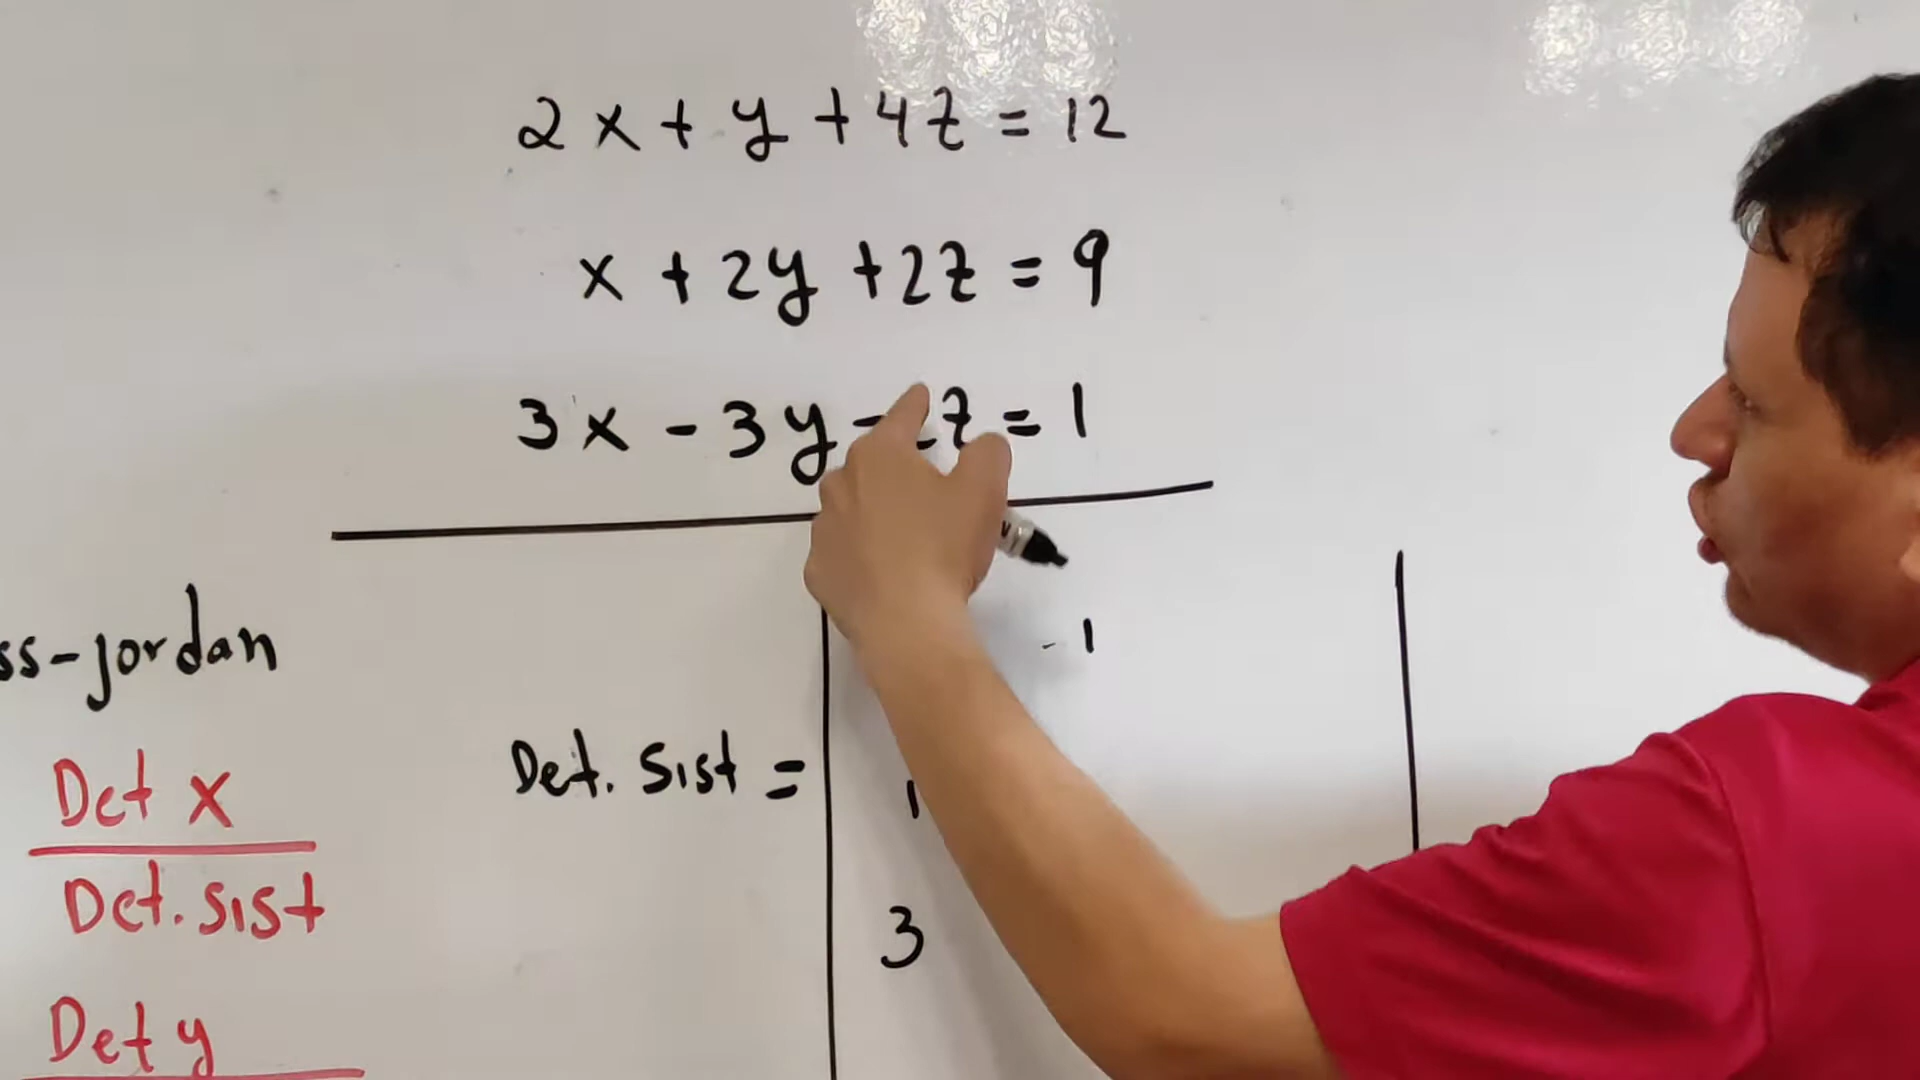 2x + y + 4z = 12
x + 2y + 2z = 9
3x - 3y - 2z = 1
ss-jordan
Det x
Det. sist
Det y
Det. Sist =
- 1
1
3